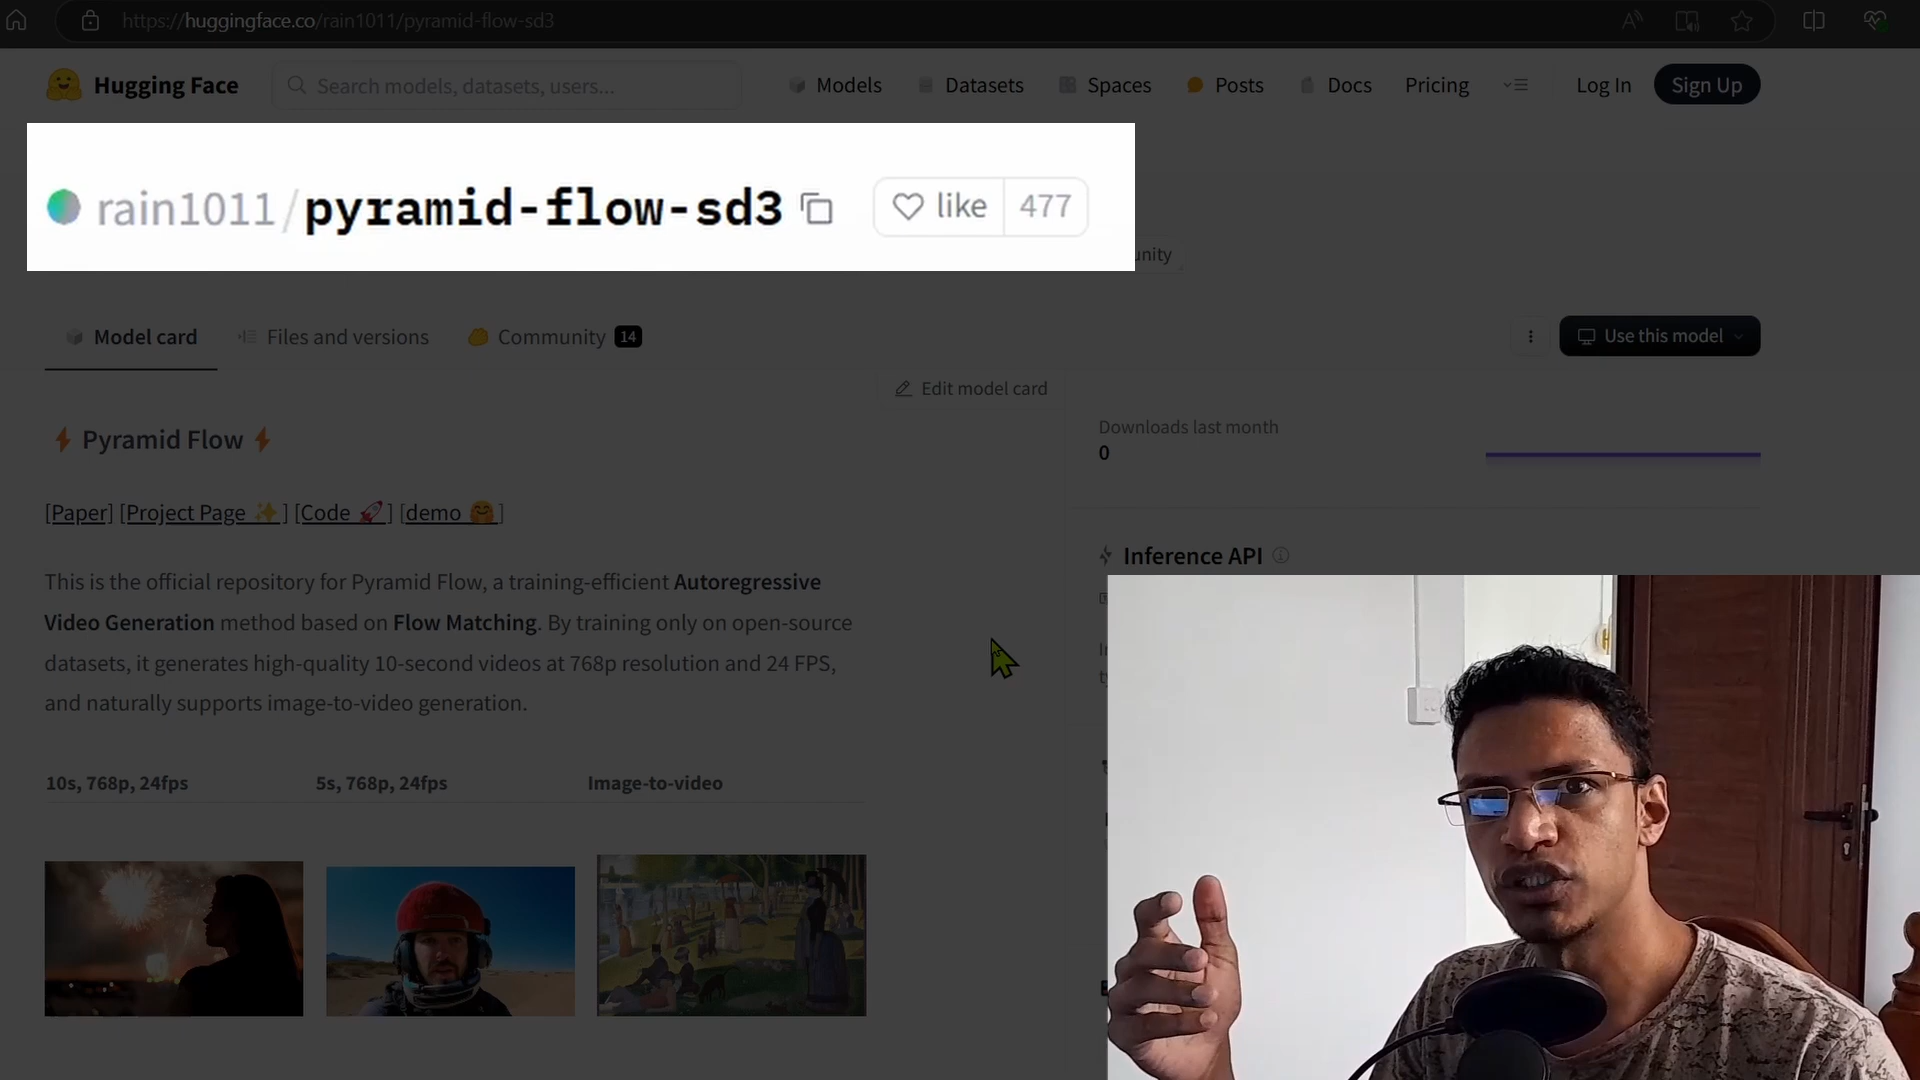 https://huggingface.co/rain1011/pyramid-flow-sd3
Hugging Face
Search models, datasets, users...
Models
Datasets
Spaces
Posts
Docs
Pricing
Log In
Sign Up
rain1011/pyramid-flow-sd3
like 477
Model card
Files and versions
Community 14
Use this model
Edit model card
Pyramid Flow
Downloads last month
0
[Paper] [Project Page ✨] [Code 🚀] [demo 🤗]
Inference API
This is the official repository for Pyramid Flow, a training-efficient Autoregressive
Video Generation method based on Flow Matching. By training only on open-source
datasets, it generates high-quality 10-second videos at 768p resolution and 24 FPS,
and naturally supports image-to-video generation.
10s, 768p, 24fps
5s, 768p, 24fps
Image-to-video